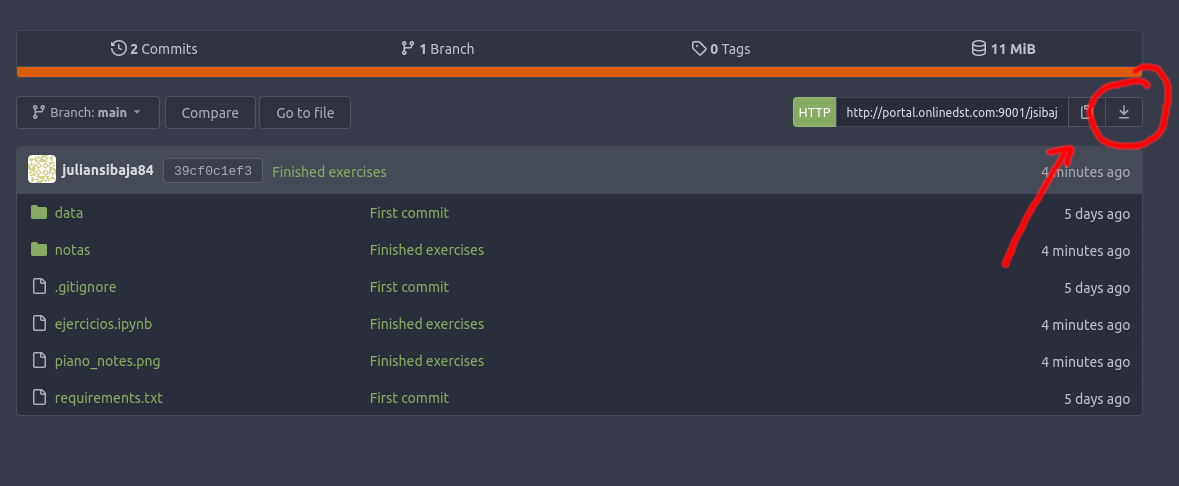 2 Commits 1 Branch 0 Tags 11 MiB
Branch: main Compare Go to file HTTP http://portal.onlinedst.com:9001/jsibaj
juliansibaja84 39cf0c1ef3 Finished exercises 4 minutes ago
data First commit 5 days ago
notas Finished exercises 4 minutes ago
.gitignore First commit 5 days ago
ejercicios.ipynb Finished exercises 4 minutes ago
piano_notes.png Finished exercises 4 minutes ago
requirements.txt First commit 5 days ago